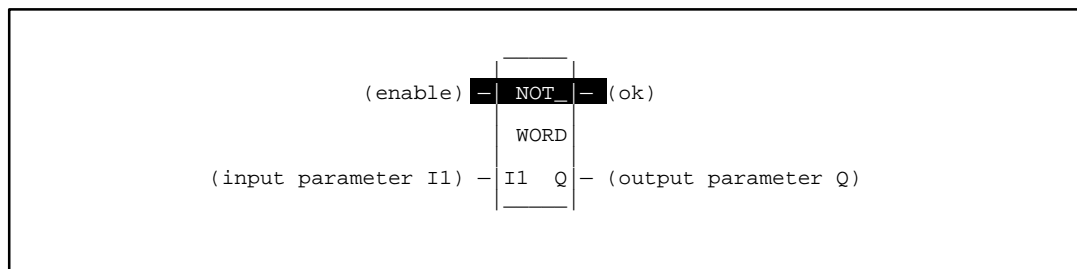 (enable) —| NOT_ |— (ok)
WORD
(input parameter I1) —| I1 Q |— (output parameter Q)